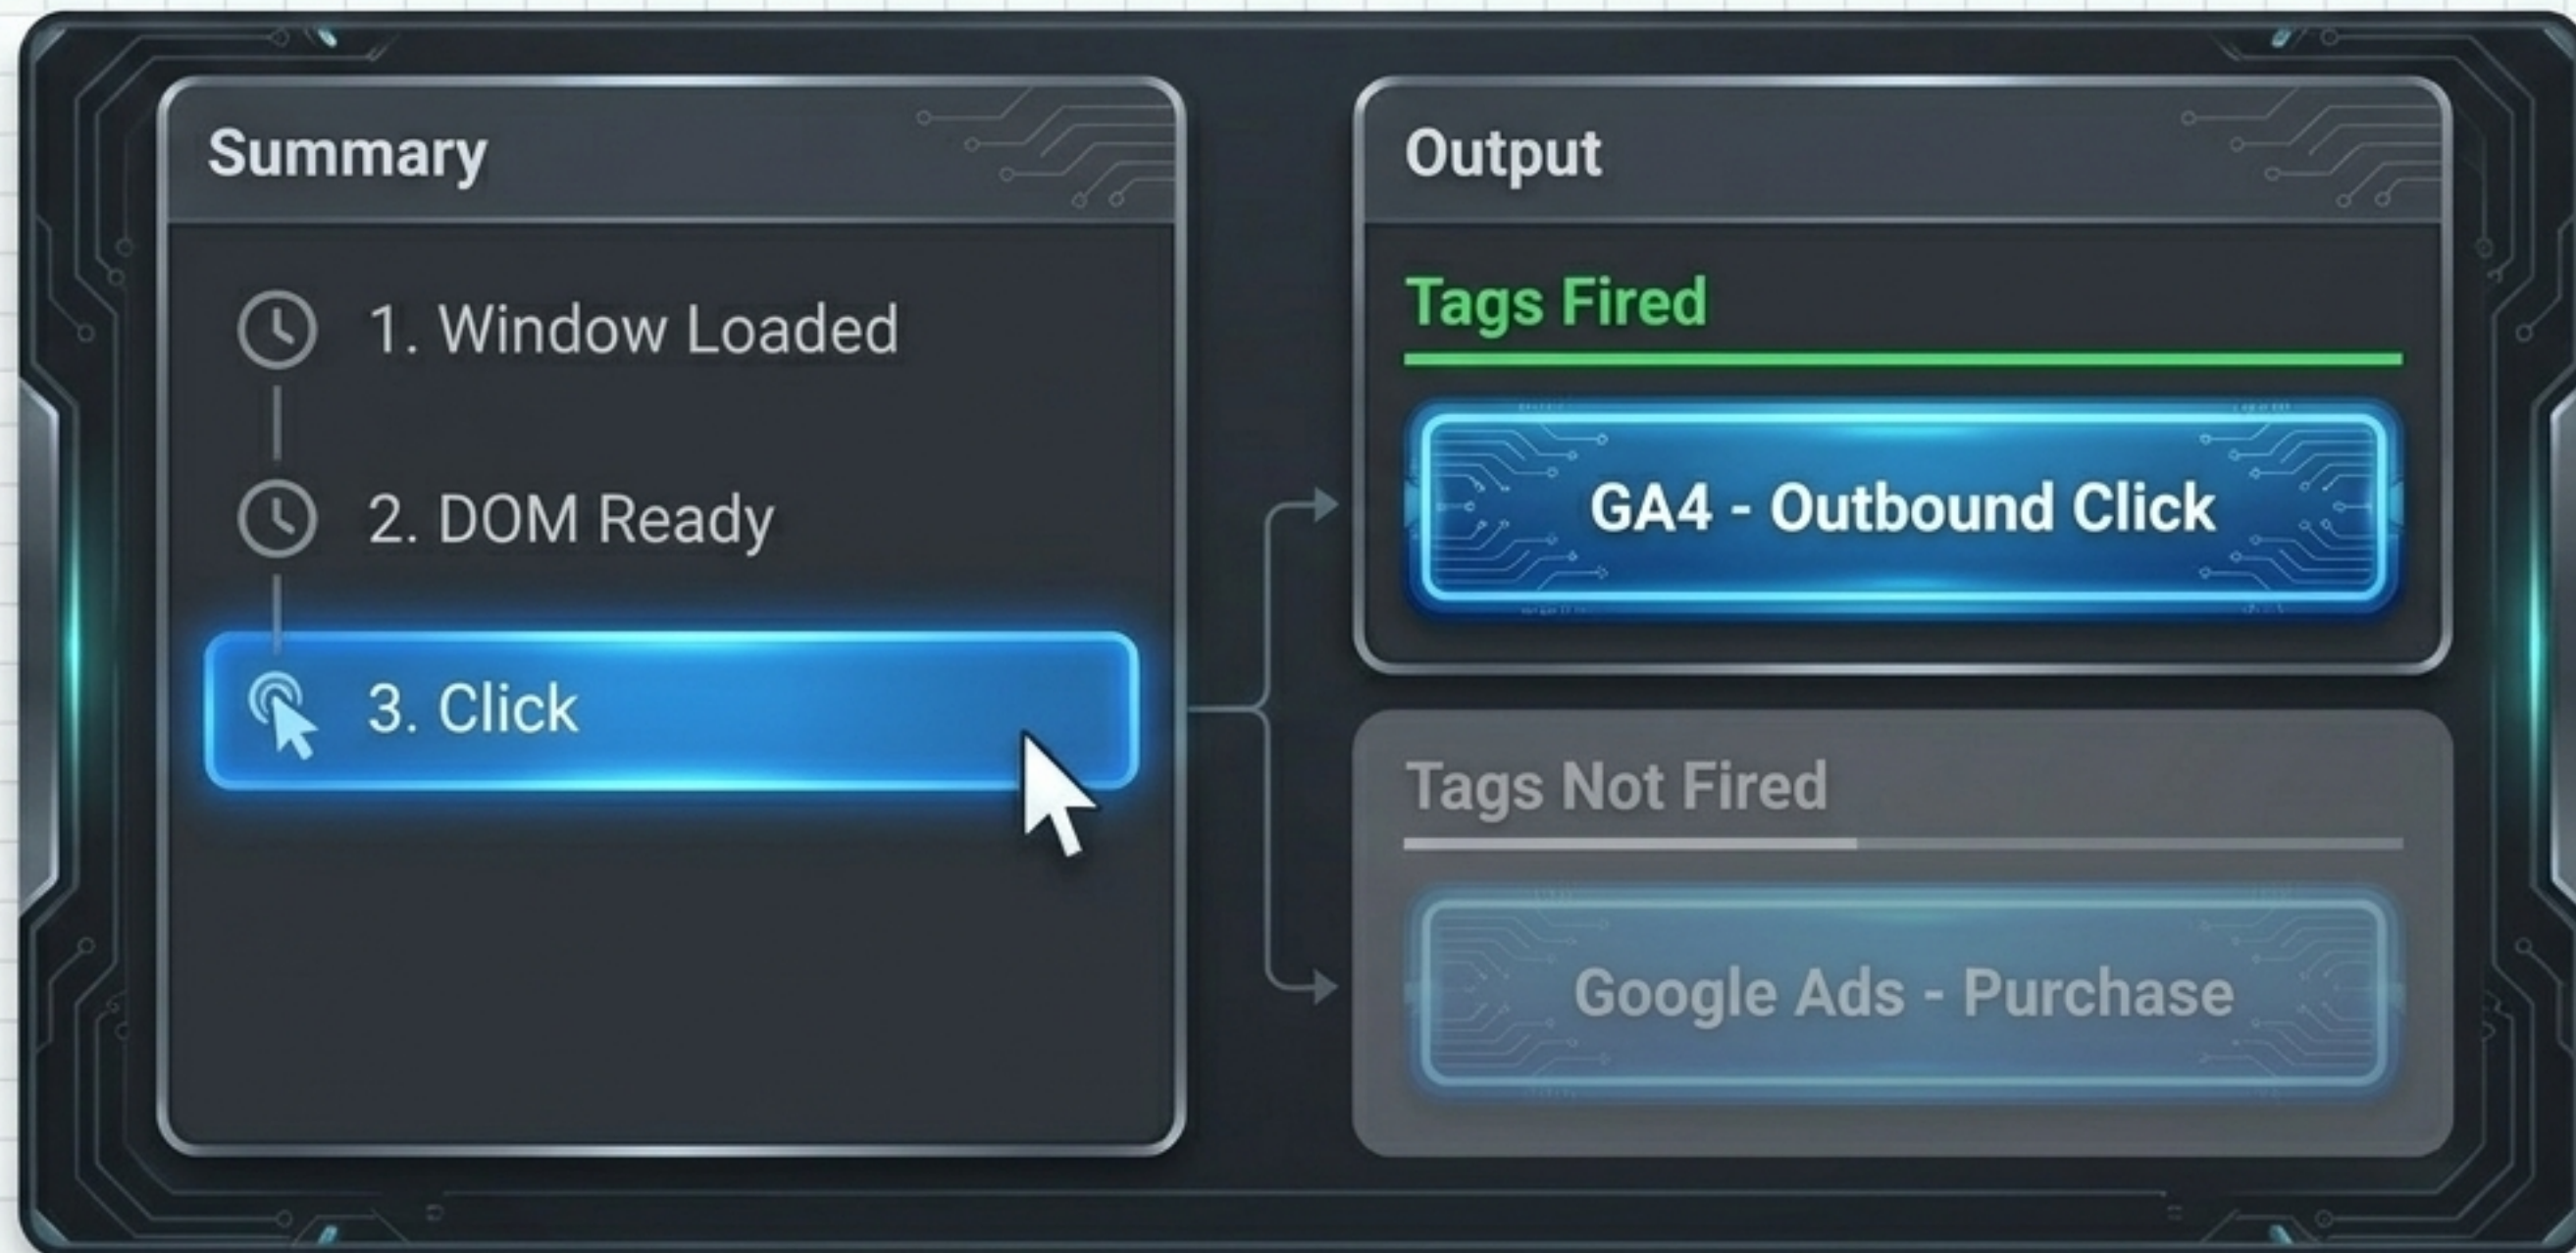 Summary
1. Window Loaded
2. DOM Ready
3. Click
Output
Tags Fired
GA4 - Outbound Click
Tags Not Fired
Google Ads - Purchase